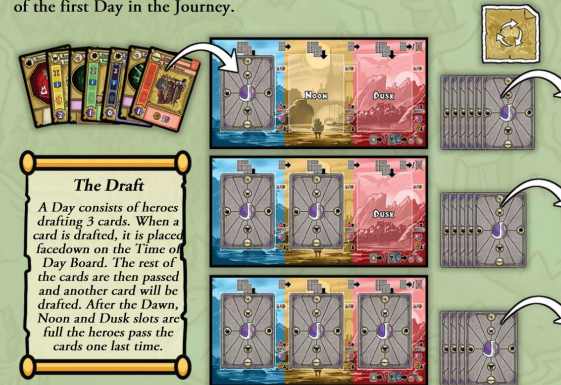 of the first Day in the Journey.
Noon
Dusk
The Draft
A Day consists of heroes
drafting 3 cards. When a
card is drafted, it is placed
facedown on the Time of
Day Board. The rest of
the cards are then passed
and another card will be
drafted. After the Dawn,
Noon and Dusk slots are
full the heroes pass the
cards one last time.
Dusk